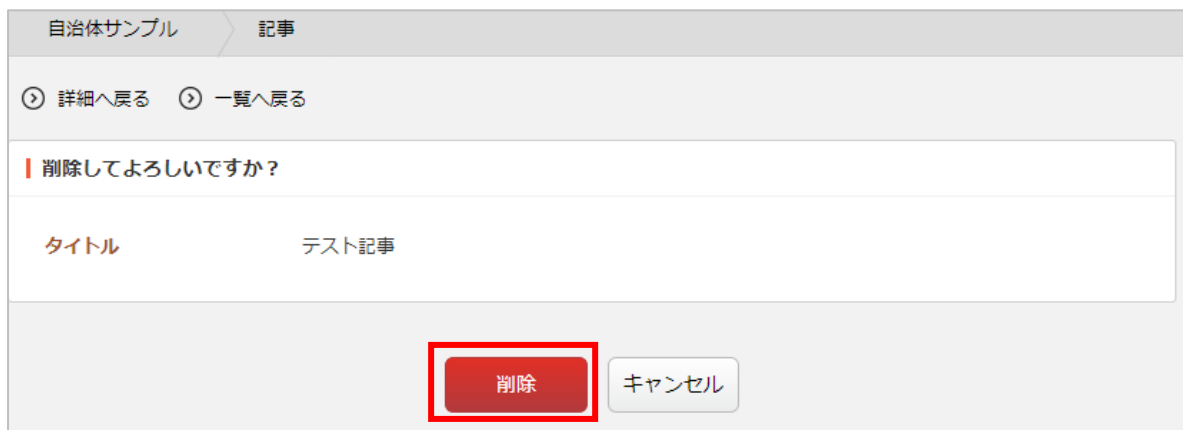 自治体サンプル 記事
詳細へ戻る 一覧へ戻る
削除してよろしいですか？
タイトル テスト記事
削除 キャンセル